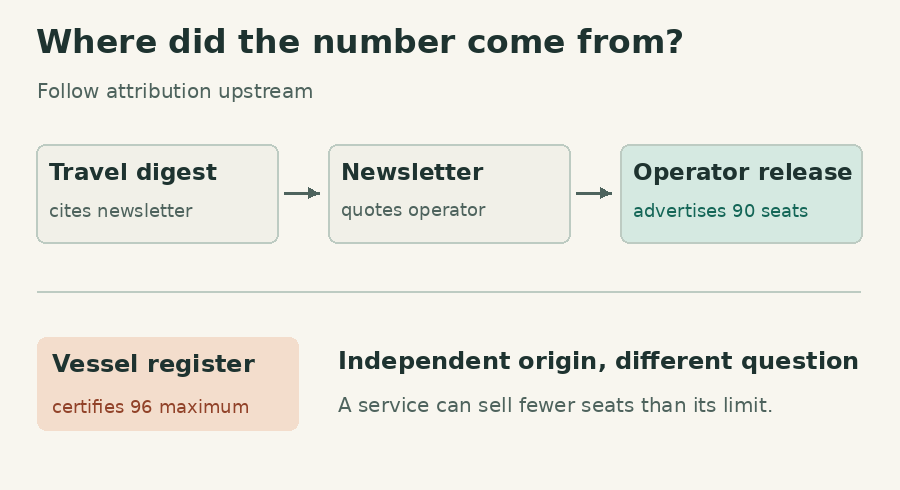 Where did the number come from?
Follow attribution upstream
Travel digest
cites newsletter
Newsletter
quotes operator
Operator release
advertises 90 seats
Vessel register
certifies 96 maximum
Independent origin, different question
A service can sell fewer seats than its limit.